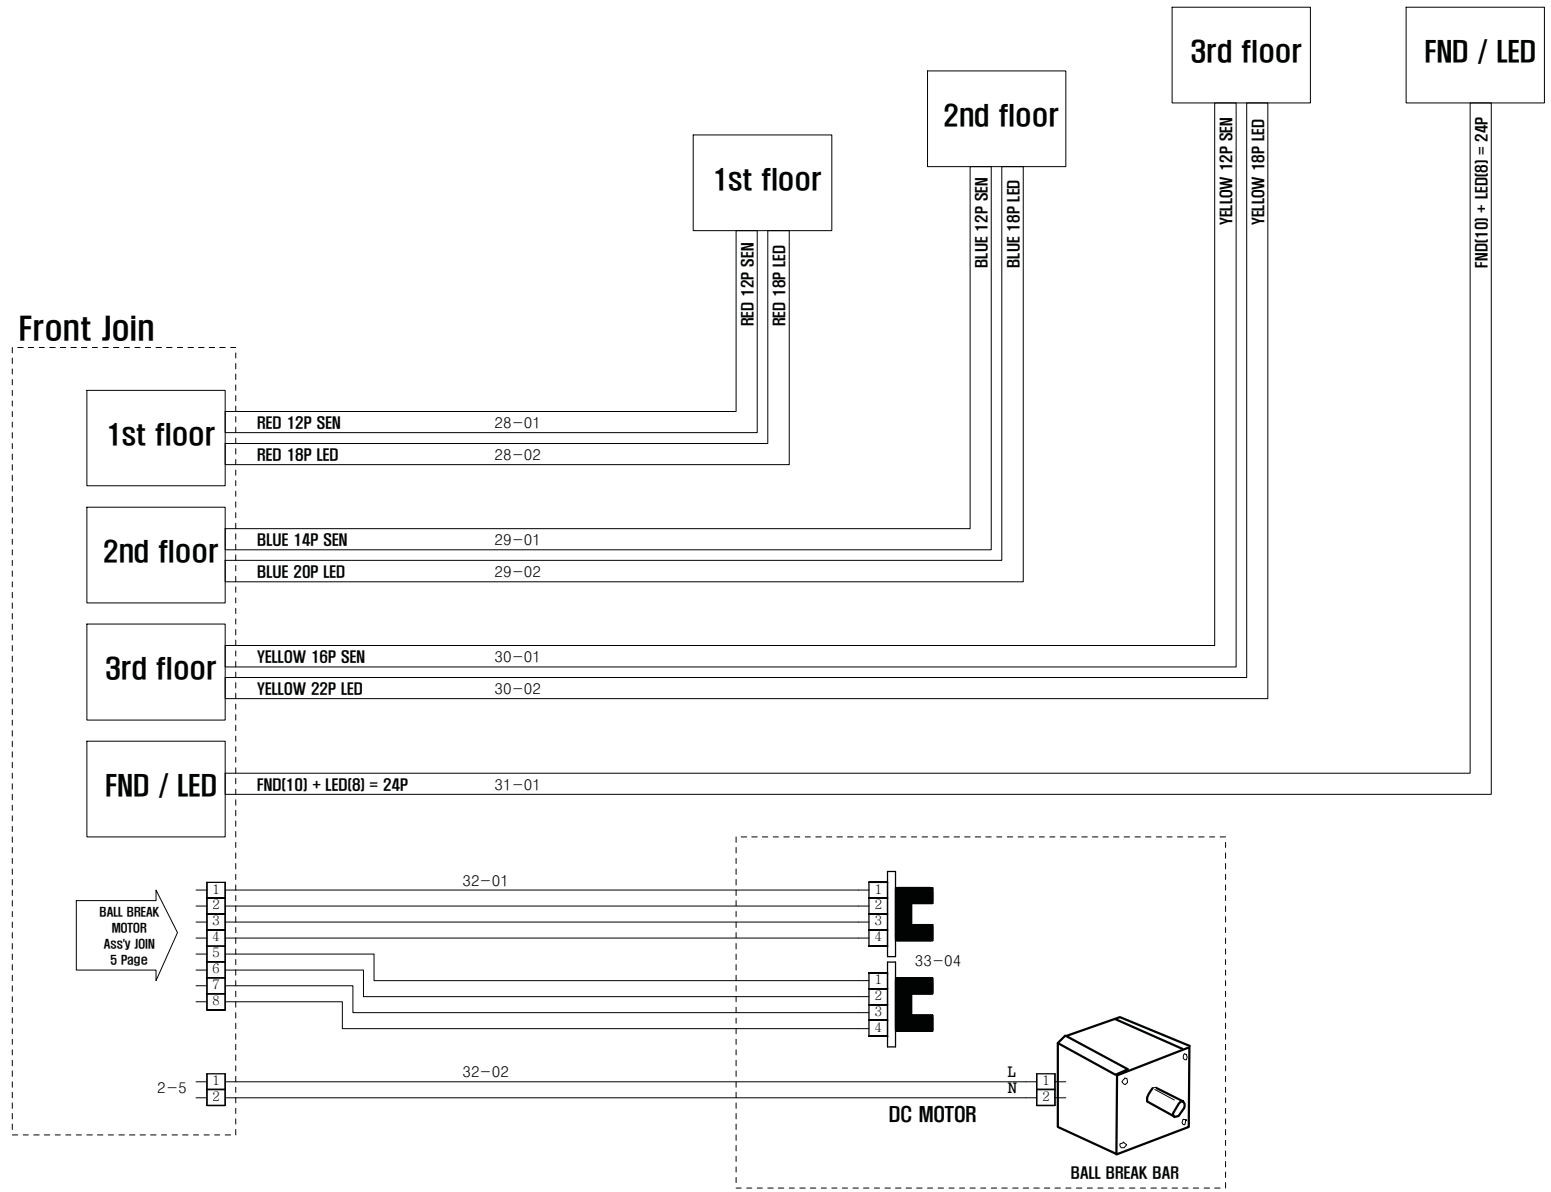 3rd floor
FND / LED
2nd floor
1st floor
YELLOW 12P SEN
YELLOW 18P LED
FND(10) + LED(8) = 24P
BLUE 12P SEN
BLUE 18P LED
RED 12P SEN
RED 18P LED
Front Join
1st floor
RED 12P SEN 28-01
RED 18P LED 28-02
2nd floor
BLUE 14P SEN 29-01
BLUE 20P LED 29-02
3rd floor
YELLOW 16P SEN 30-01
YELLOW 22P LED 30-02
FND / LED
FND(10) + LED(8) = 24P 31-01
BALL BREAK
MOTOR
Ass'y JOIN
5 Page
1
2
3
4
5
6
7
8
32-01
1
2
3
4
33-04
1
2
3
4
2-5
1
2
32-02
L
N
1
2
DC MOTOR
BALL BREAK BAR